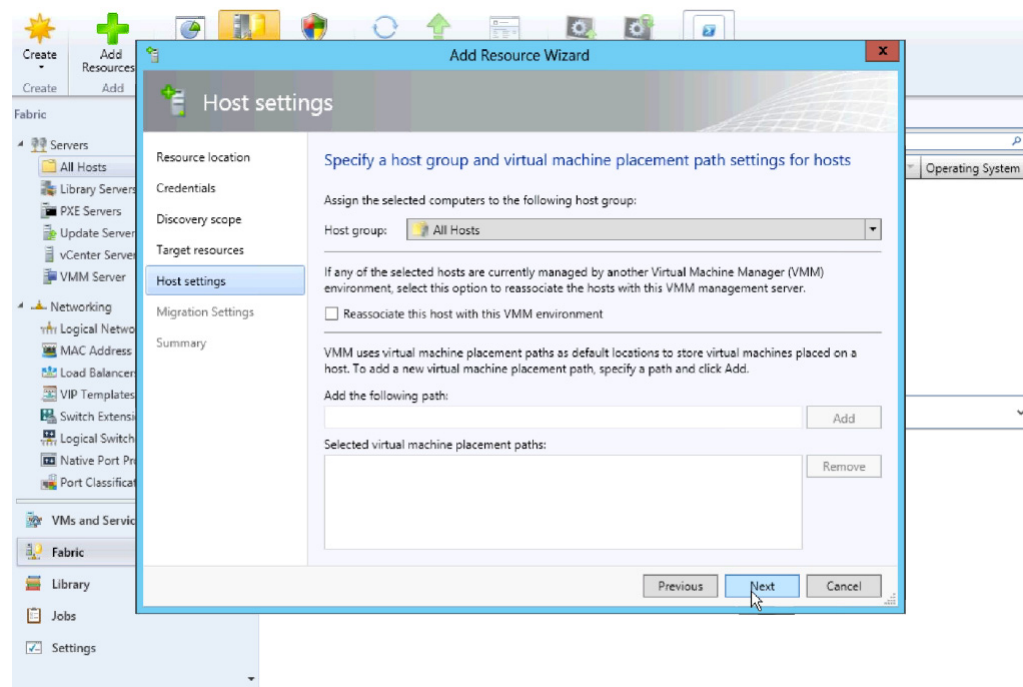 Create
Add
Resources
Create
Add
Fabric
Servers
All Hosts
Library Servers
PXE Servers
Update Server
vCenter Server
VMM Server
Networking
Logical Netwo
MAC Address
Load Balancer
VIP Templates
Switch Extensi
Logical Switch
Native Port Pr
Port Classificat
VMs and Servic
Fabric
Library
Jobs
Settings
Add Resource Wizard
x
Host settings
Resource location
Credentials
Discovery scope
Target resources
Host settings
Migration Settings
Summary
Specify a host group and virtual machine placement path settings for hosts
Assign the selected computers to the following host group:
Host group: All Hosts
If any of the selected hosts are currently managed by another Virtual Machine Manager (VMM)
environment, select this option to reassociate the hosts with this VMM management server.
Reassociate this host with this VMM environment
VMM uses virtual machine placement paths as default locations to store virtual machines placed on a
host. To add a new virtual machine placement path, specify a path and click Add.
Add the following path:
Add
Selected virtual machine placement paths:
Remove
Previous
Next
Cancel
Operating System